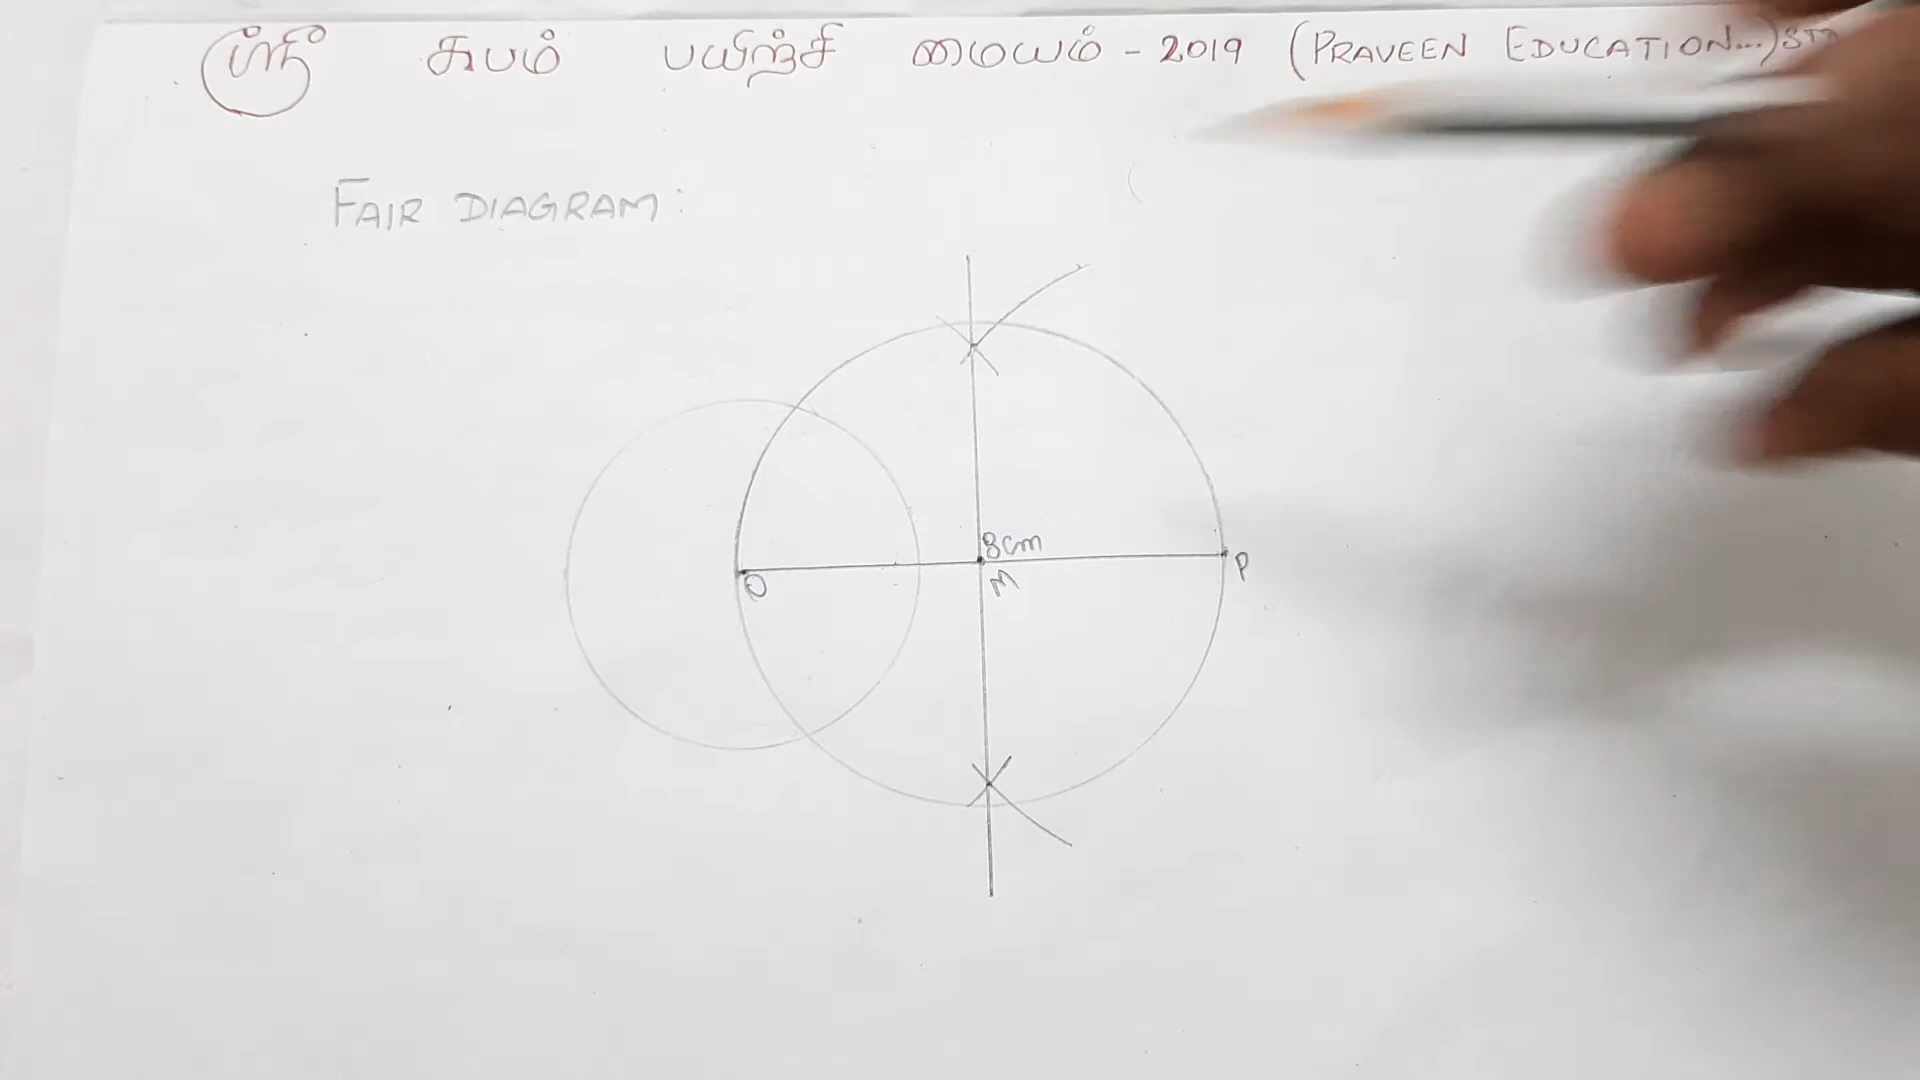 ஸ்ரீ சுபம் பயிற்சி மையம் - 2019 (PRAVEEN EDUCATION...)
FAIR DIAGRAM:
8cm
O M P